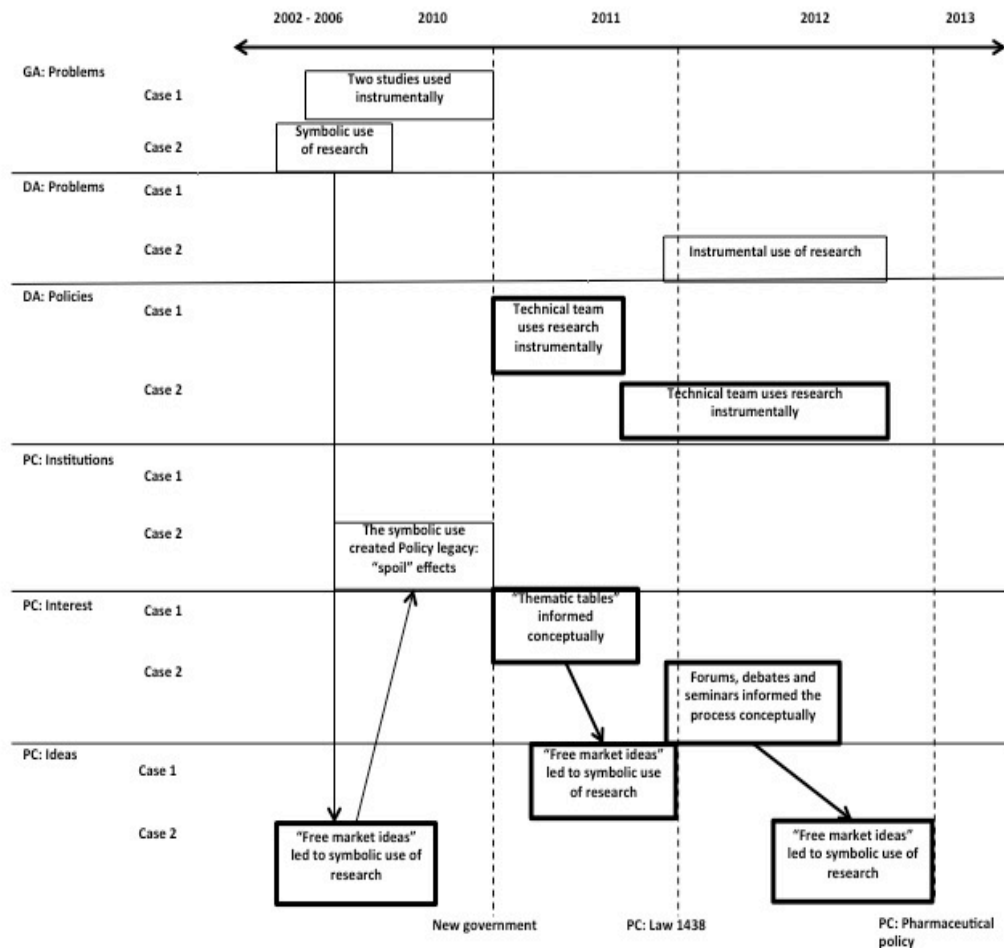 2002 - 2006 2010 2011 2012 2013
GA: Problems
Case 1
Two studies used
instrumentally
Case 2
Symbolic use
of research
DA: Problems
Case 1
Case 2
Instrumental use of research
DA: Policies
Case 1
Technical team
uses research
instrumentally
Case 2
Technical team uses research
instrumentally
PC: Institutions
Case 1
Case 2
The symbolic use
created Policy legacy:
"spoil" effects
PC: Interest
Case 1
"Thematic tables"
informed
conceptually
Case 2
Forums, debates and
seminars informed the
process conceptually
PC: Ideas
Case 1
"Free market ideas"
led to symbolic use
of research
Case 2
"Free market ideas"
led to symbolic use of
research
"Free market ideas"
led to symbolic use of
research
New government
PC: Law 1438
PC: Pharmaceutical
policy